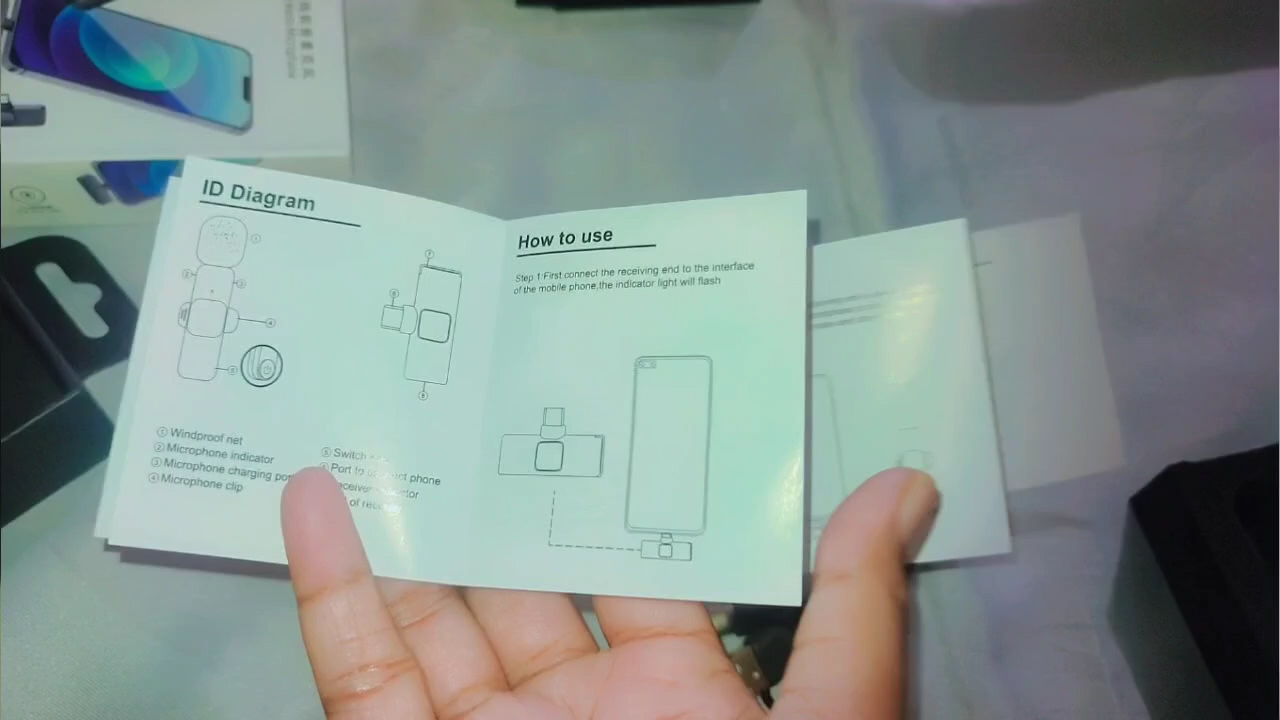 ID Diagram
① Windproof net
② Microphone indicator
③ Microphone charging
④ Microphone clip
⑤ Switch
Port to phone
of
How to use
Step 1:First connect the receiving end to the interface
of the mobile phone,the indicator light will flash